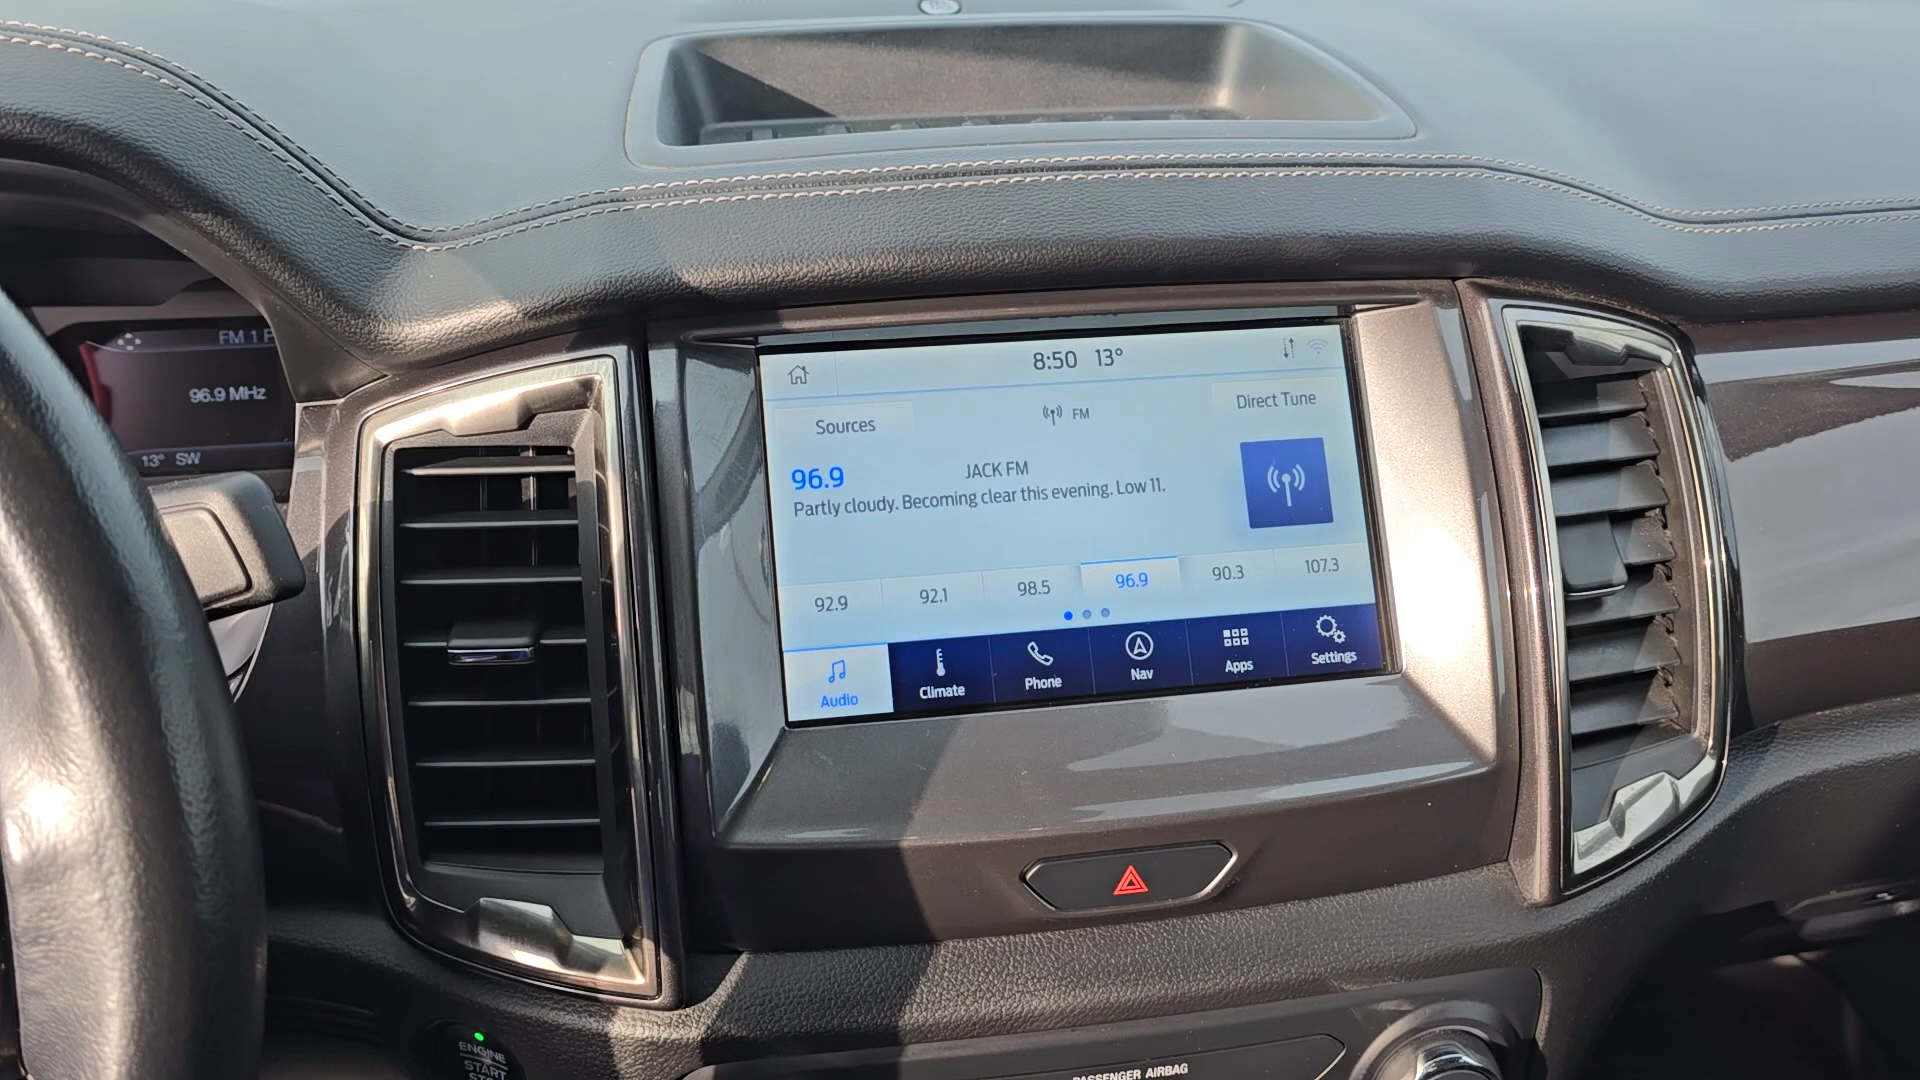 FM 1
96.9 MHz
13° SW
8:50 13°
Sources
FM
Direct Tune
96.9
JACK FM
Partly cloudy. Becoming clear this evening. Low 11.
92.9 92.1 98.5 96.9 90.3 107.3
Audio Climate Phone Nav Apps Settings
ENGINE
START
PASSENGER AIRBAG